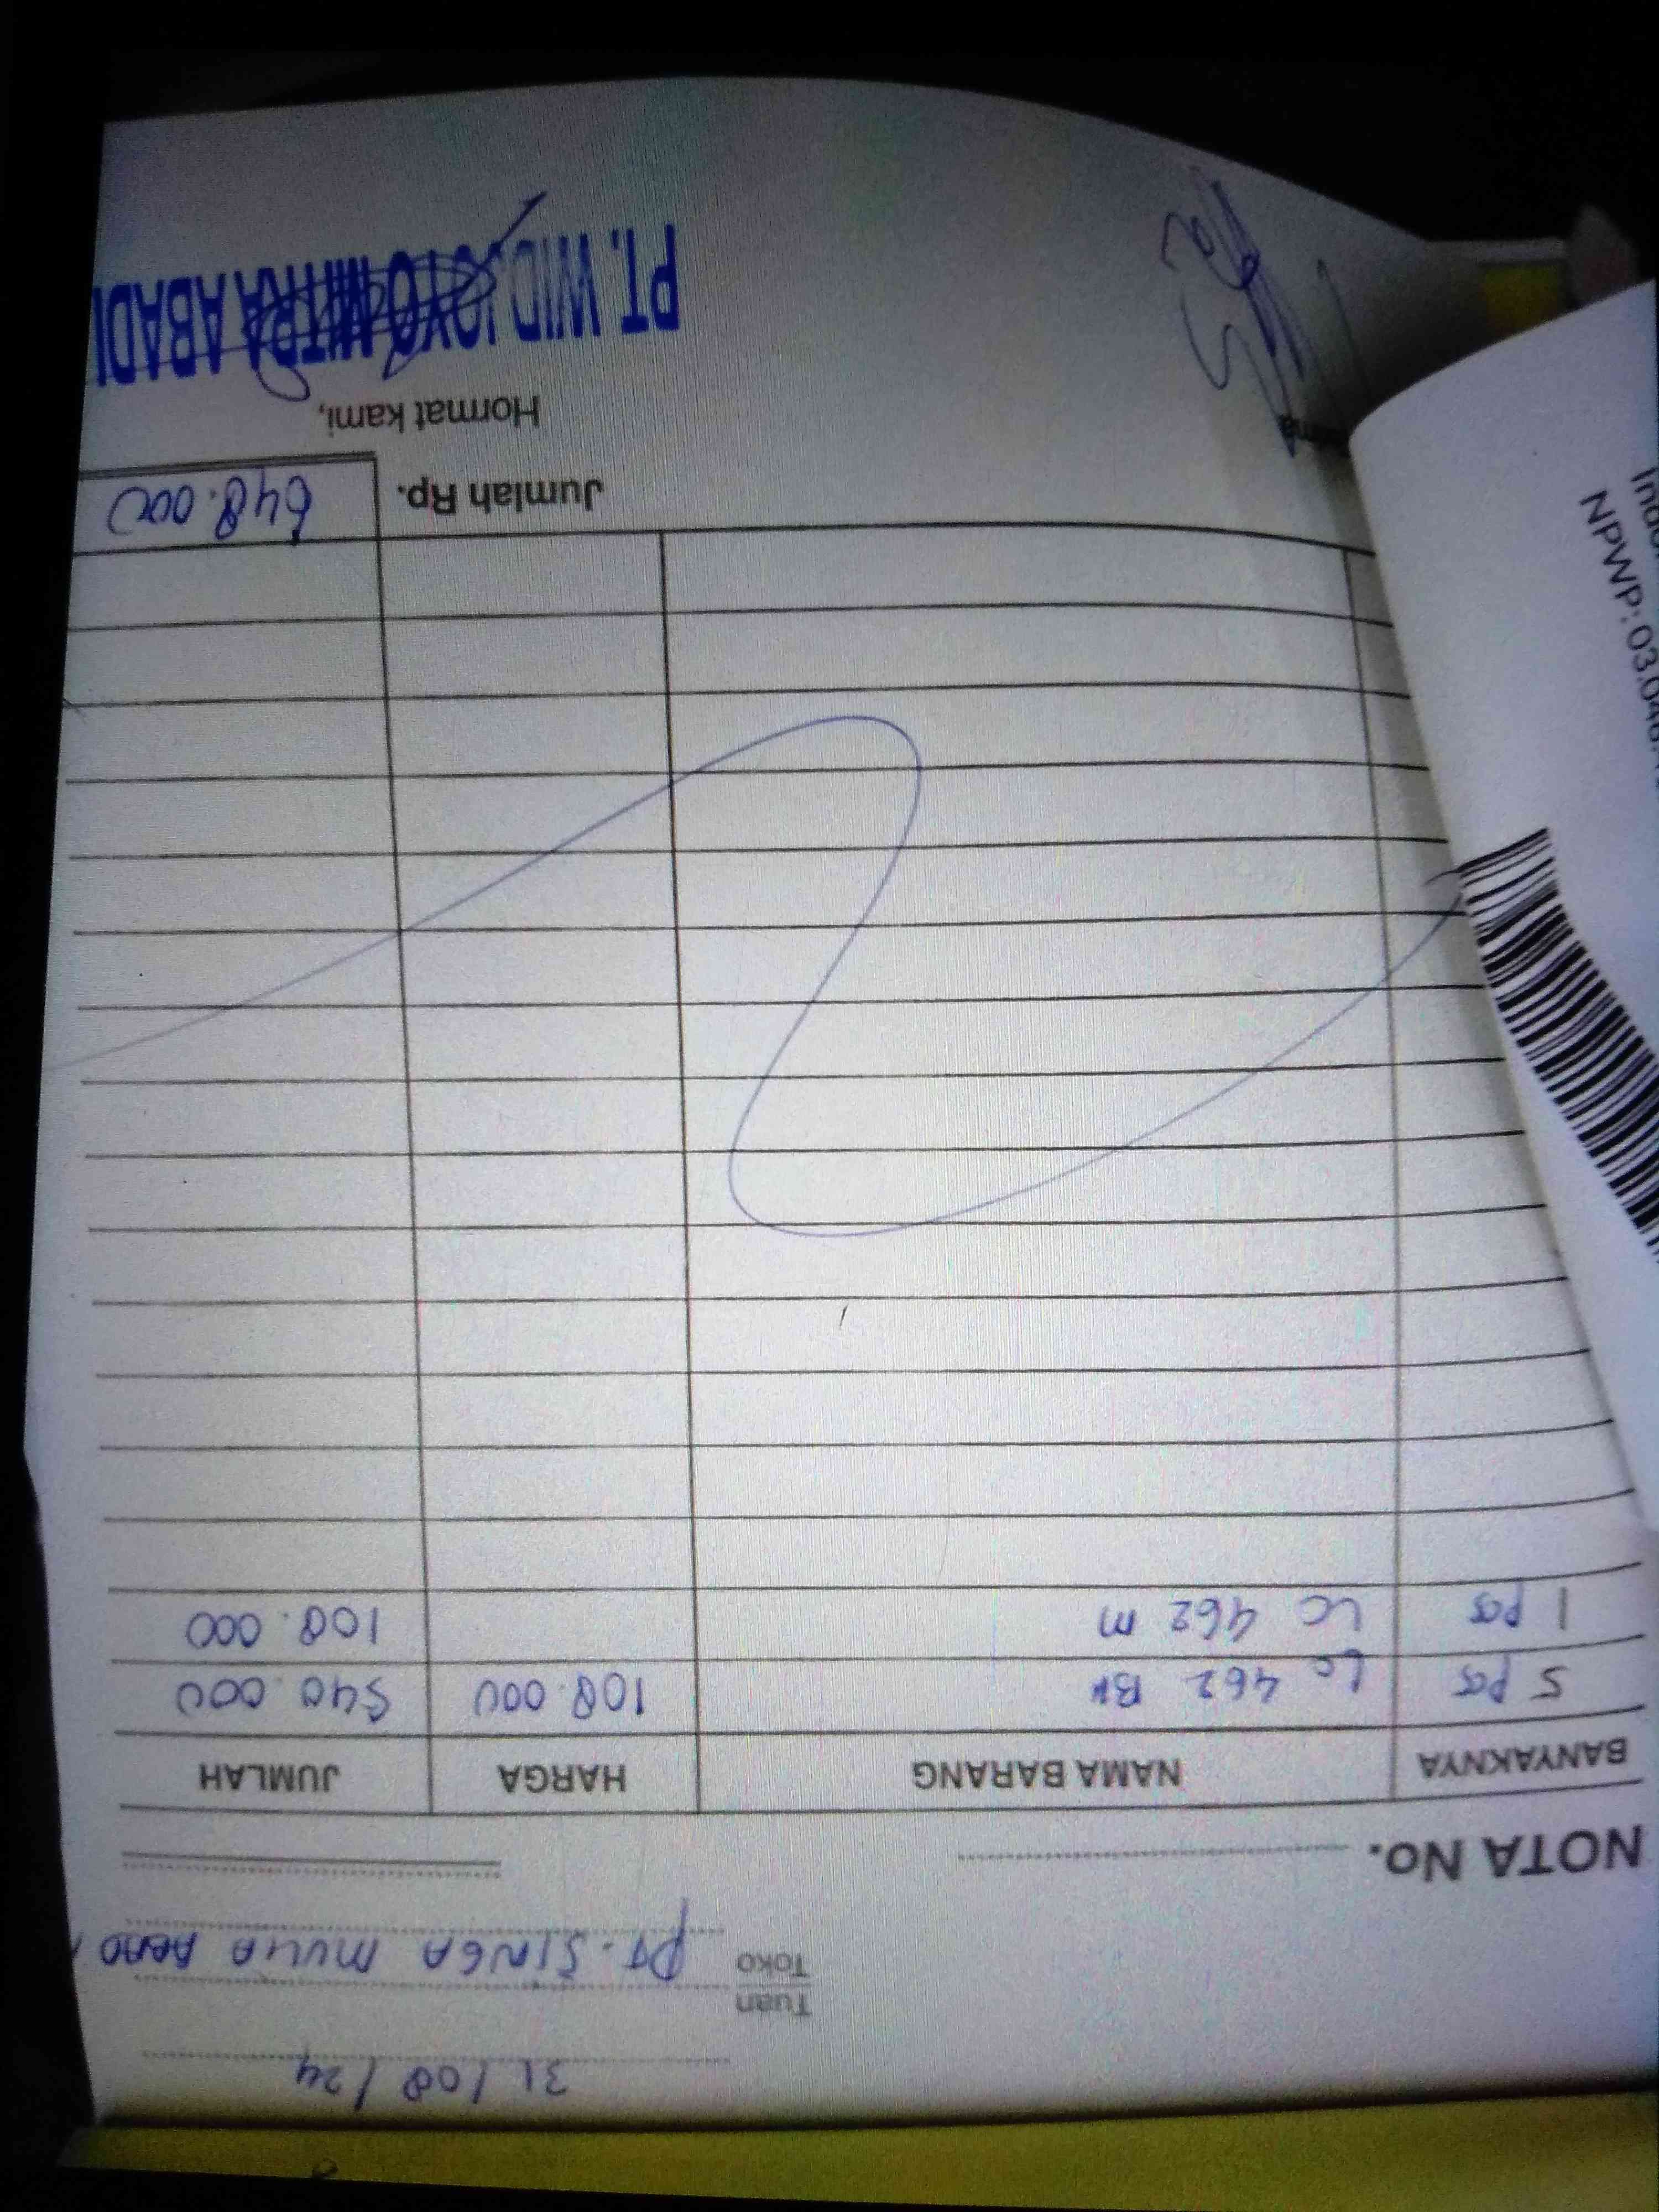 31/08/24
Tuan
Toko PT. SINGA MULIA
NOTA No.
BANYAKNYA NAMA BARANG HARGA JUMLAH
5 Pcs Lc 462 BK 108.000 540.000
1 Pcs LC 462 M 108.000
Jumlah Rp. 648.000
Hormat kami,
PT. WIDJOYO MITRA ABADI
NPWP: 03.046.